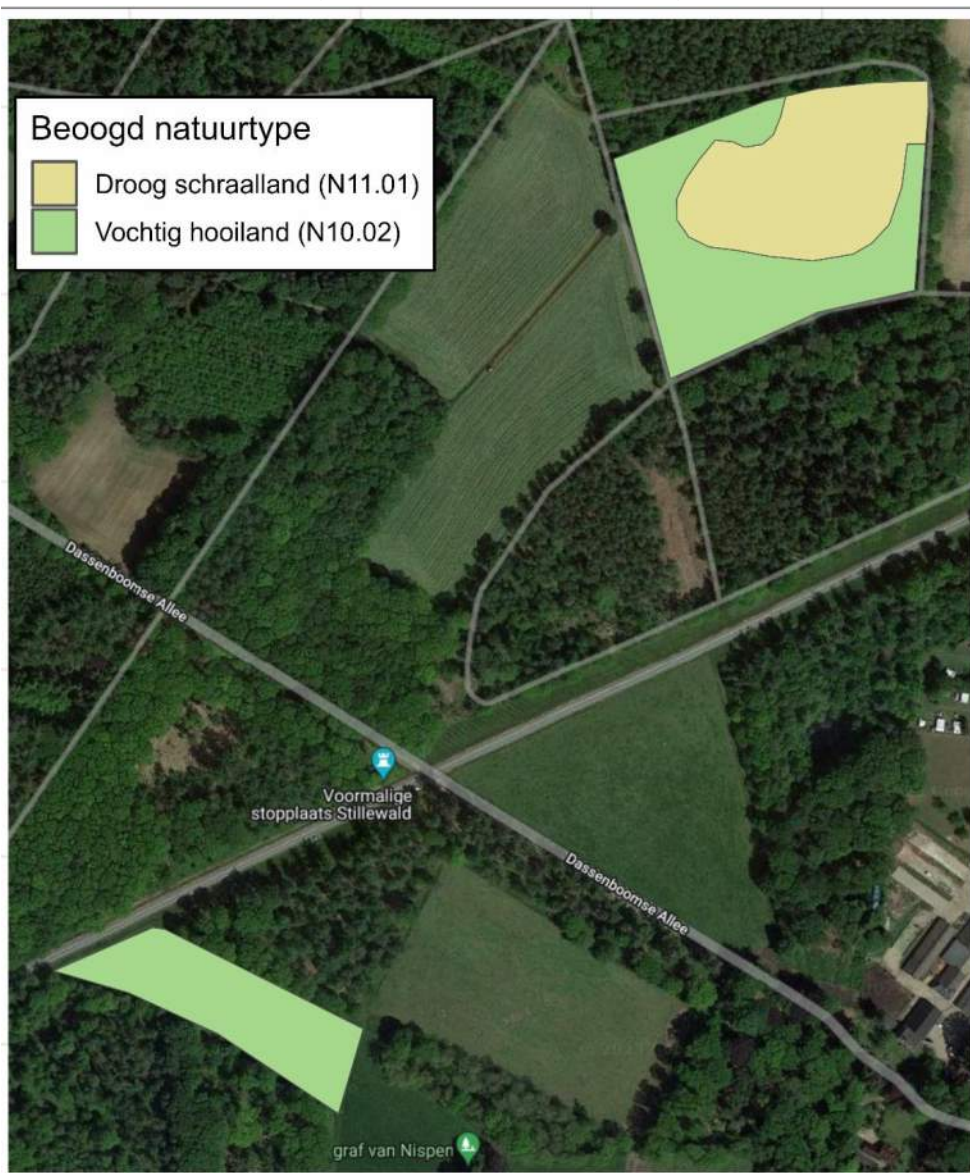 Beoogd natuurtype
Droog schraalland (N11.01)
Vochtig hooiland (N10.02)
Dassenboomse Allee
Voormalige
stopplaats Stillewald
Dassenboomse Allee
graf van Nispen